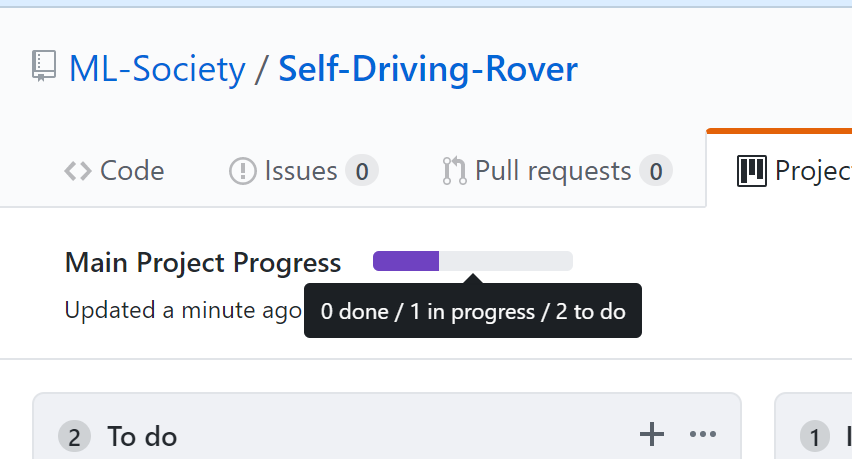 ML-Society / Self-Driving-Rover
Code Issues 0 Pull requests 0
Main Project Progress
Updated a minute ago
0 done / 1 in progress / 2 to do
2 To do
1